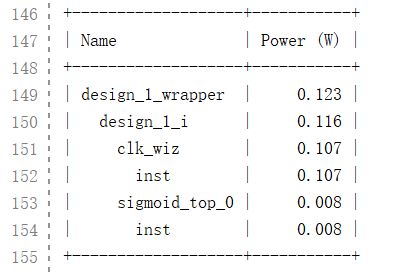 146 +-------------------+-----------+
147 | Name              | Power (W) |
148 +-------------------+-----------+
149 | design_1_wrapper  |     0.123 |
150 |   design_1_i      |     0.116 |
151 |     clk_wiz       |     0.107 |
152 |       inst        |     0.107 |
153 |     sigmoid_top_0 |     0.008 |
154 |       inst        |     0.008 |
155 +-------------------+-----------+